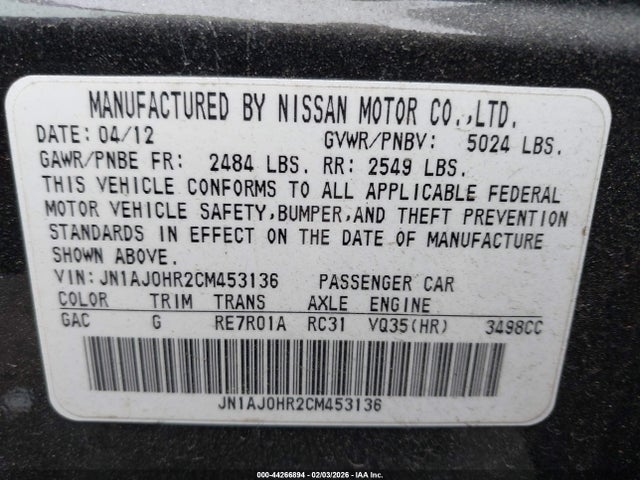 MANUFACTURED BY NISSAN MOTOR CO.,LTD.
DATE: 04/12 GVWR/PNBV: 5024 LBS.
GAWR/PNBE FR: 2484 LBS. RR: 2549 LBS.
THIS VEHICLE CONFORMS TO ALL APPLICABLE FEDERAL
MOTOR VEHICLE SAFETY,BUMPER,AND THEFT PREVENTION
STANDARDS IN EFFECT ON THE DATE OF MANUFACTURE
SHOWN ABOVE.
VIN: JN1AJ0HR2CM453136 PASSENGER CAR
COLOR TRIM TRANS AXLE ENGINE
GAC G RE7R01A RC31 VQ35(HR) 3498CC
JN1AJ0HR2CM453136
000-44266894 - 02/03/2026 - IAA Inc.